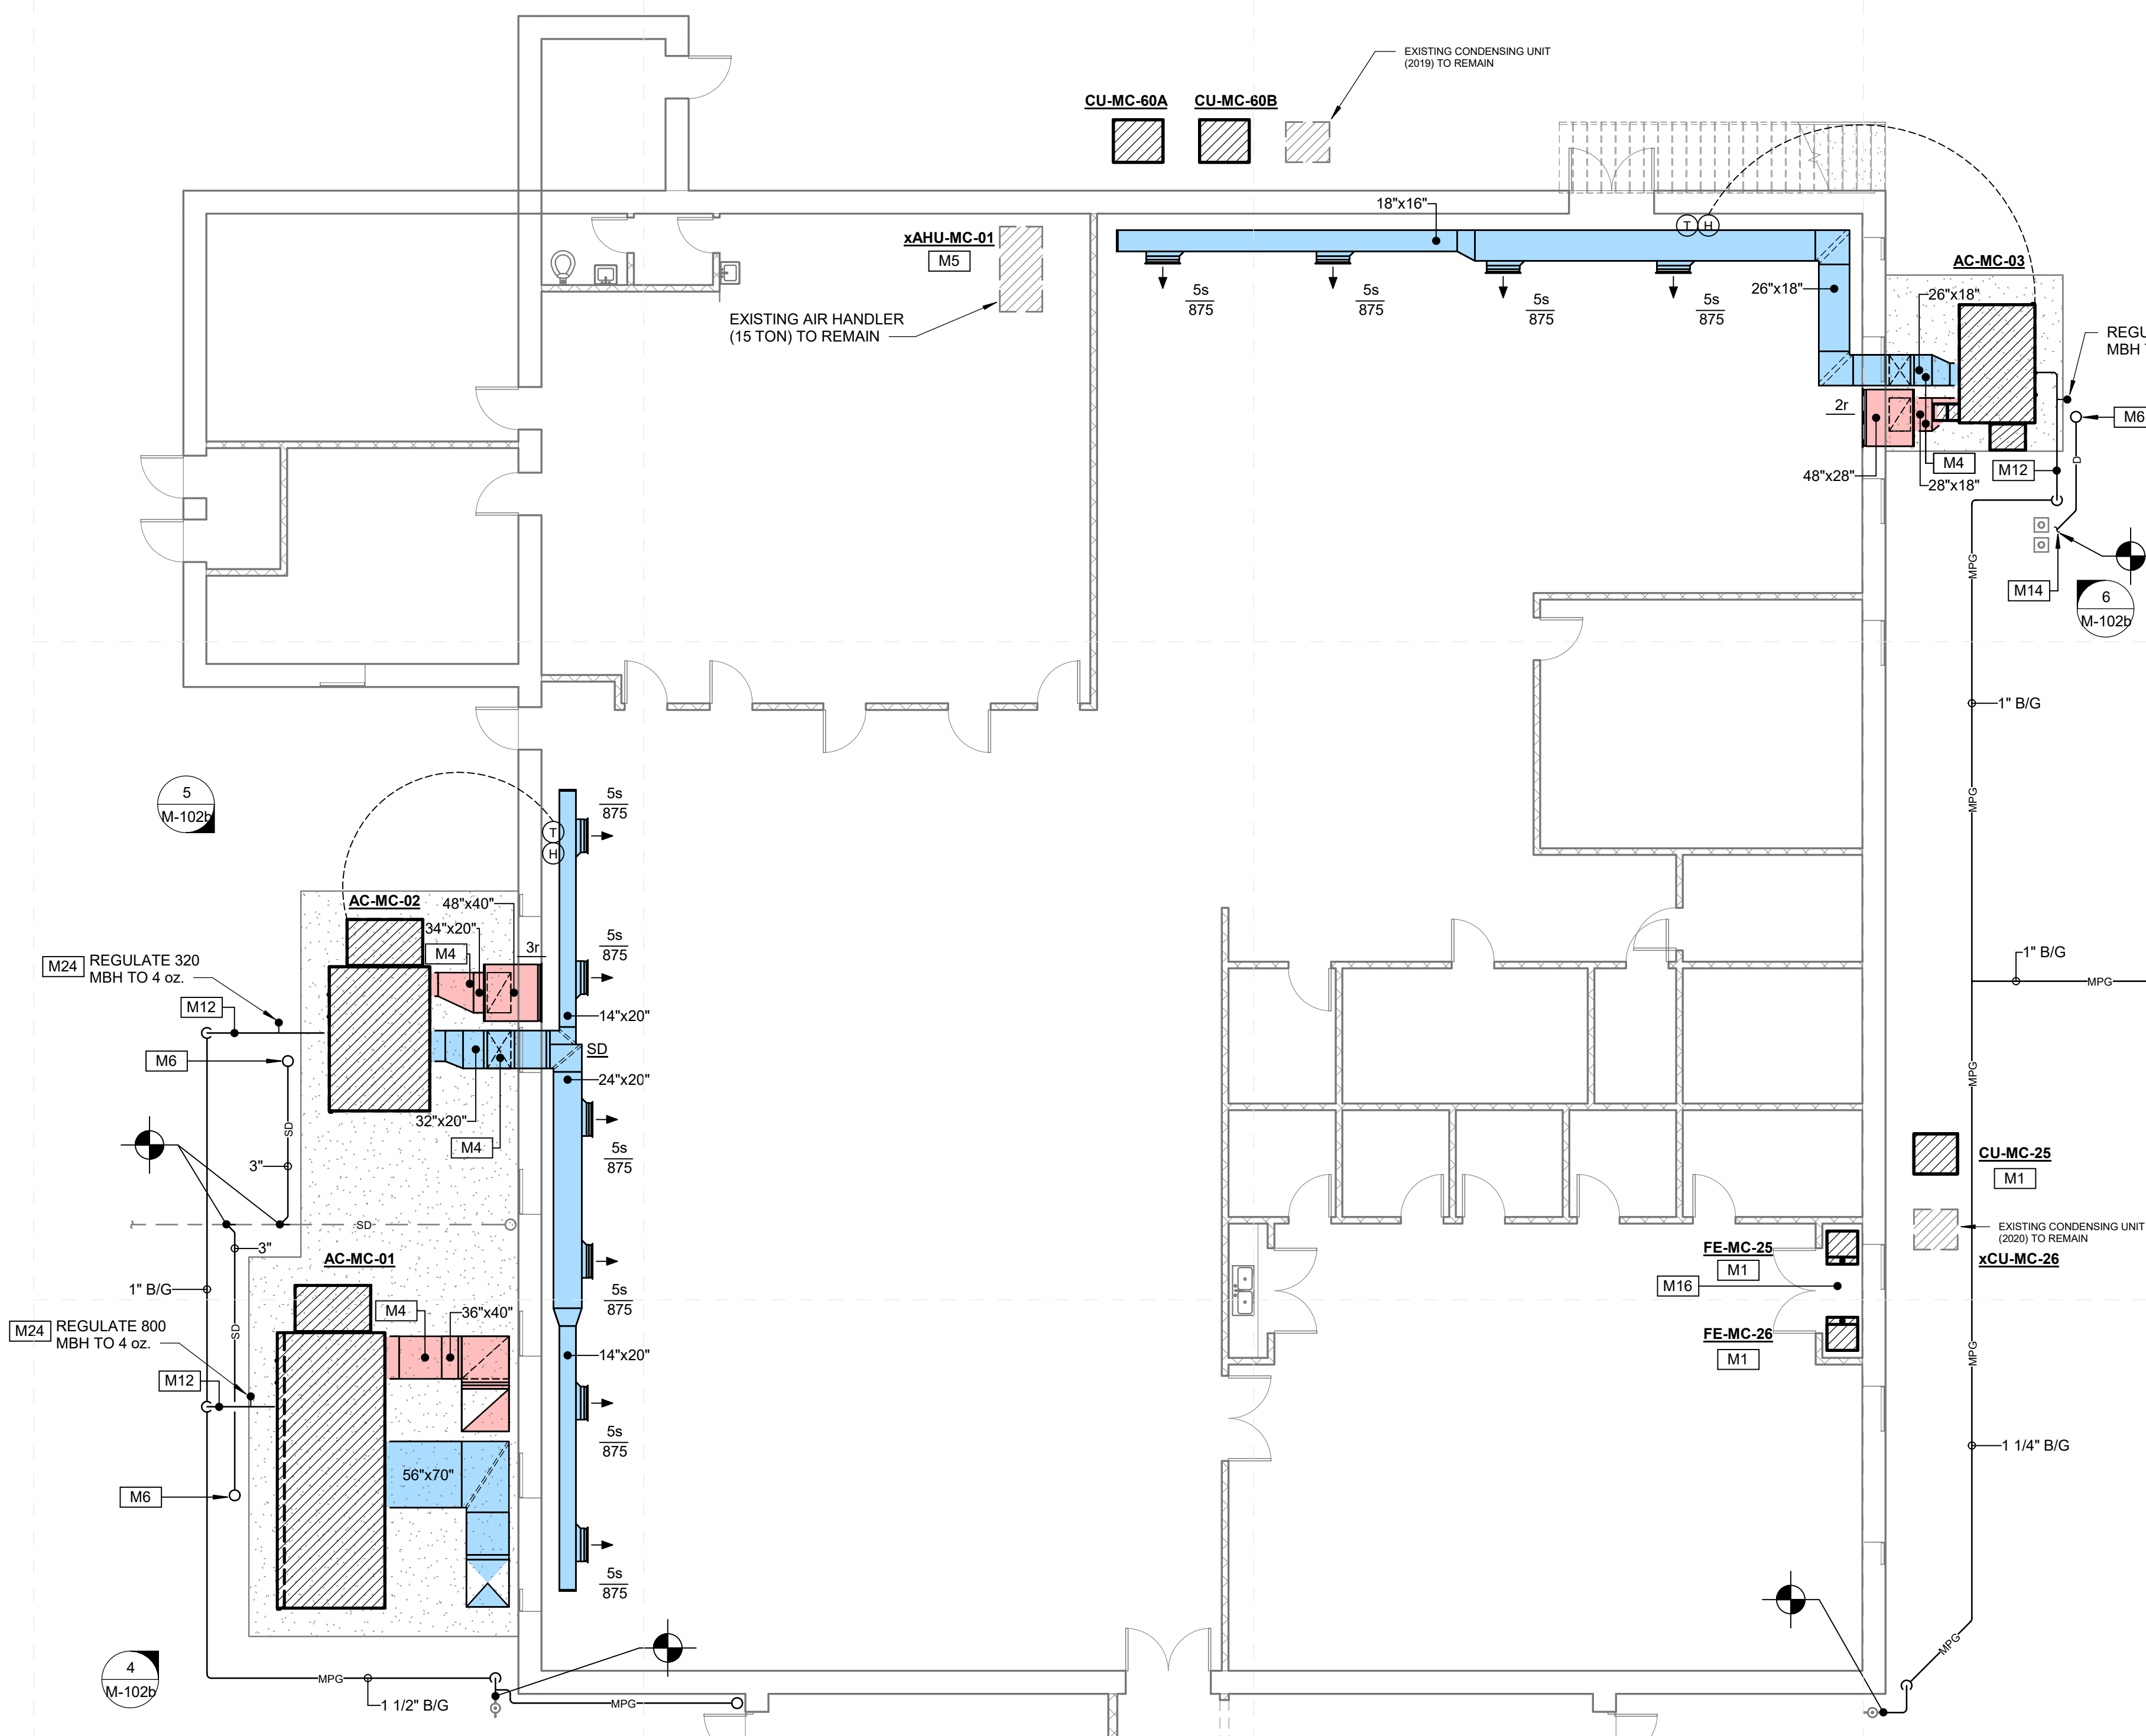 EXISTING CONDENSING UNIT
(2019) TO REMAIN
CU-MC-60A
CU-MC-60B
18"x16"
T
H
xAHU-MC-01
M5
EXISTING AIR HANDLER
(15 TON) TO REMAIN
5s
875
5s
875
5s
875
5s
875
26"x18"
AC-MC-03
26"x18"
REGU
MBH T
2r
M6
48"x28"
M4
28"x18"
M12
D
MPG
M14
6
M-102b
1" B/G
MPG
1" B/G
MPG
MPG
5
M-102b
5s
875
T
H
AC-MC-02
48"x40"
34"x20"
M4
3r
5s
875
M24
REGULATE 320
MBH TO 4 oz.
M12
14"x20"
SD
M6
24"x20"
32"x20"
M4
SD
3"
5s
875
SD
3"
AC-MC-01
1" B/G
M4
36"x40"
5s
875
M24
REGULATE 800
MBH TO 4 oz.
SD
14"x20"
M12
5s
875
56"x70"
M6
5s
875
4
M-102b
MPG
1 1/2" B/G
MPG
CU-MC-25
M1
EXISTING CONDENSING UNIT
(2020) TO REMAIN
xCU-MC-26
FE-MC-25
M1
M16
FE-MC-26
M1
MPG
1 1/4" B/G
MPG